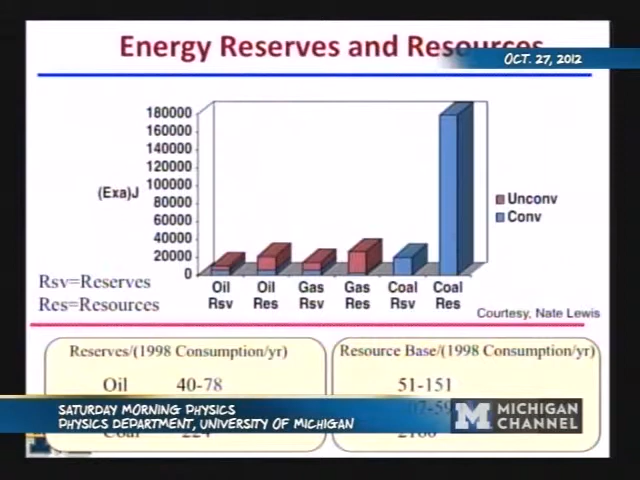 Energy Reserves and Resources
OCT. 27, 2012
180000
160000
140000
120000
100000
80000
60000
40000
20000
0
(Exa)J
Unconv
Conv
Oil Rsv
Oil Res
Gas Rsv
Gas Res
Coal Rsv
Coal Res
Rsv=Reserves
Res=Resources
Courtesy, Nate Lewis
Reserves/(1998 Consumption/yr)
Oil 40-78
Coal 224
Resource Base/(1998 Consumption/yr)
51-151
SATURDAY MORNING PHYSICS
PHYSICS DEPARTMENT, UNIVERSITY OF MICHIGAN
M MICHIGAN
CHANNEL